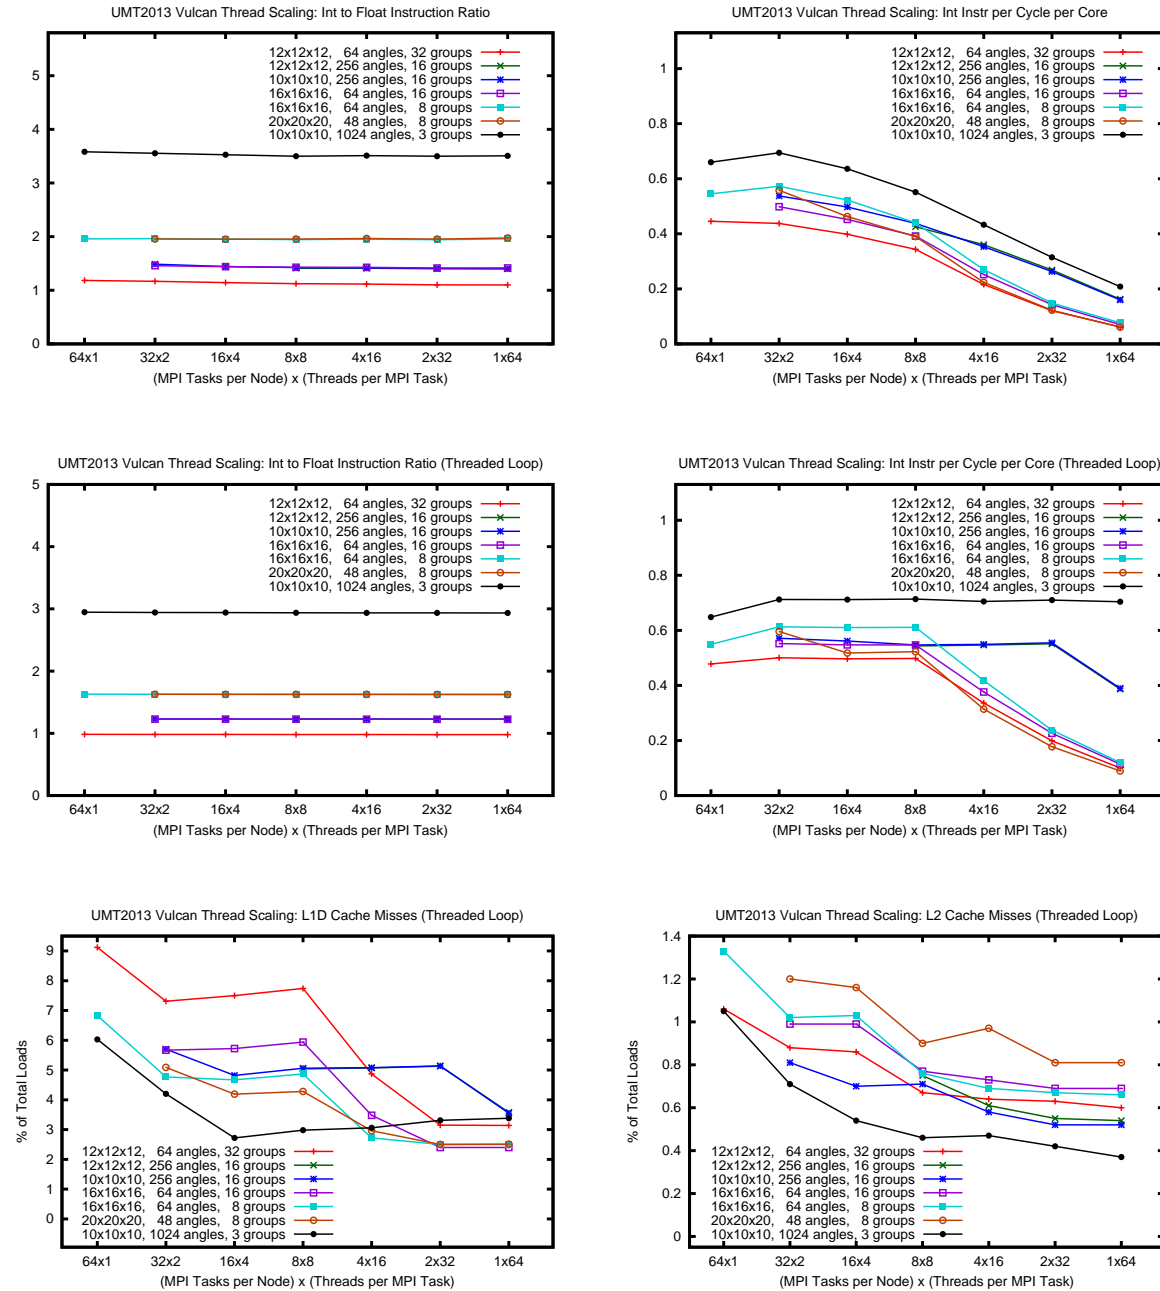 UMT2013 Vulcan Thread Scaling: Int to Float Instruction Ratio
12x12x12, 64 angles, 32 groups
12x12x12, 256 angles, 16 groups
10x10x10, 256 angles, 16 groups
16x16x16, 64 angles, 16 groups
16x16x16, 64 angles, 8 groups
20x20x20, 48 angles, 8 groups
10x10x10, 1024 angles, 3 groups
5
4
3
2
1
0
64x1 32x2 16x4 8x8 4x16 2x32 1x64
(MPI Tasks per Node) x (Threads per MPI Task)
UMT2013 Vulcan Thread Scaling: Int Instr per Cycle per Core
12x12x12, 64 angles, 32 groups
12x12x12, 256 angles, 16 groups
10x10x10, 256 angles, 16 groups
16x16x16, 64 angles, 16 groups
16x16x16, 64 angles, 8 groups
20x20x20, 48 angles, 8 groups
10x10x10, 1024 angles, 3 groups
1
0.8
0.6
0.4
0.2
0
64x1 32x2 16x4 8x8 4x16 2x32 1x64
(MPI Tasks per Node) x (Threads per MPI Task)
UMT2013 Vulcan Thread Scaling: Int to Float Instruction Ratio (Threaded Loop)
12x12x12, 64 angles, 32 groups
12x12x12, 256 angles, 16 groups
10x10x10, 256 angles, 16 groups
16x16x16, 64 angles, 16 groups
16x16x16, 64 angles, 8 groups
20x20x20, 48 angles, 8 groups
10x10x10, 1024 angles, 3 groups
5
4
3
2
1
0
64x1 32x2 16x4 8x8 4x16 2x32 1x64
(MPI Tasks per Node) x (Threads per MPI Task)
UMT2013 Vulcan Thread Scaling: Int Instr per Cycle per Core (Threaded Loop)
12x12x12, 64 angles, 32 groups
12x12x12, 256 angles, 16 groups
10x10x10, 256 angles, 16 groups
16x16x16, 64 angles, 16 groups
16x16x16, 64 angles, 8 groups
20x20x20, 48 angles, 8 groups
10x10x10, 1024 angles, 3 groups
1
0.8
0.6
0.4
0.2
0
64x1 32x2 16x4 8x8 4x16 2x32 1x64
(MPI Tasks per Node) x (Threads per MPI Task)
UMT2013 Vulcan Thread Scaling: L1D Cache Misses (Threaded Loop)
% of Total Loads
9
8
7
6
5
4
3
2
1
0
12x12x12, 64 angles, 32 groups
12x12x12, 256 angles, 16 groups
10x10x10, 256 angles, 16 groups
16x16x16, 64 angles, 16 groups
16x16x16, 64 angles, 8 groups
20x20x20, 48 angles, 8 groups
10x10x10, 1024 angles, 3 groups
64x1 32x2 16x4 8x8 4x16 2x32 1x64
(MPI Tasks per Node) x (Threads per MPI Task)
UMT2013 Vulcan Thread Scaling: L2 Cache Misses (Threaded Loop)
% of Total Loads
1.4
1.2
1
0.8
0.6
0.4
0.2
0
12x12x12, 64 angles, 32 groups
12x12x12, 256 angles, 16 groups
10x10x10, 256 angles, 16 groups
16x16x16, 64 angles, 16 groups
16x16x16, 64 angles, 8 groups
20x20x20, 48 angles, 8 groups
10x10x10, 1024 angles, 3 groups
64x1 32x2 16x4 8x8 4x16 2x32 1x64
(MPI Tasks per Node) x (Threads per MPI Task)